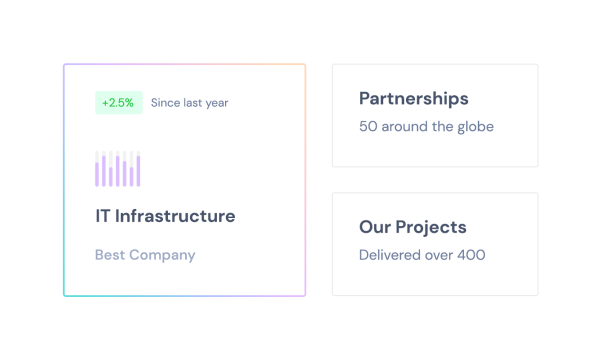 +2.5% Since last year
IT Infrastructure
Best Company
Partnerships
50 around the globe
Our Projects
Delivered over 400